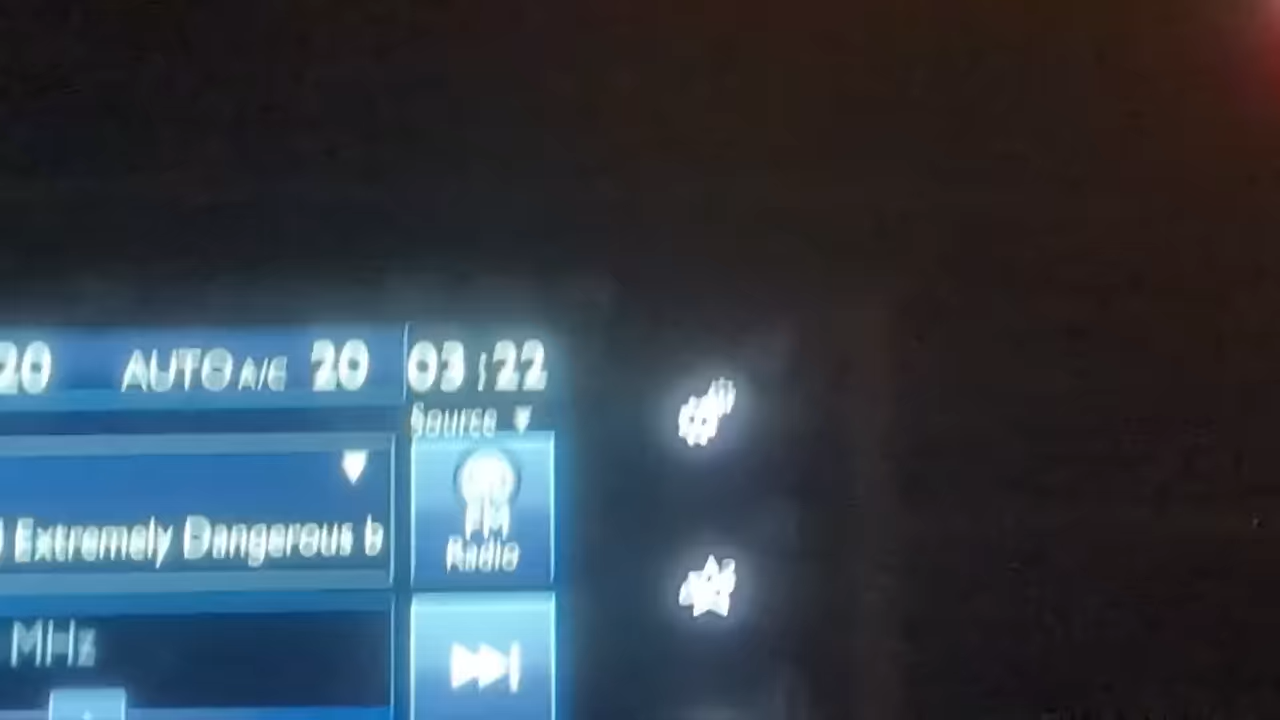 20 AUTO A/C 20 03:22
Source
Extremely Dangerous b
FM
Radio
MHz